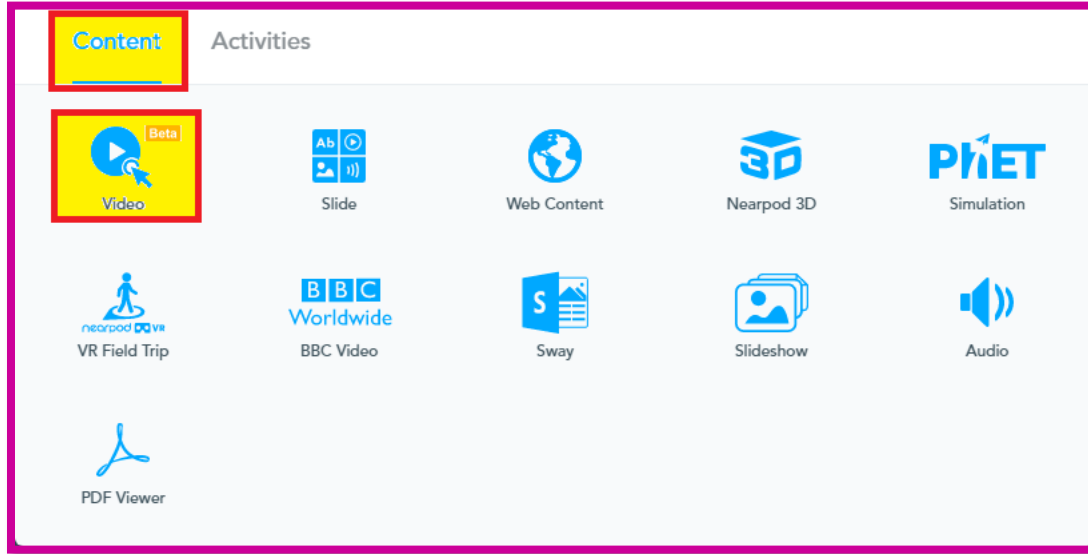 Content Activities
Beta
Ab
3D
PhET
Video Slide Web Content Nearpod 3D Simulation
BBC
Worldwide
S
nearpod VR
VR Field Trip BBC Video Sway Slideshow Audio
PDF Viewer